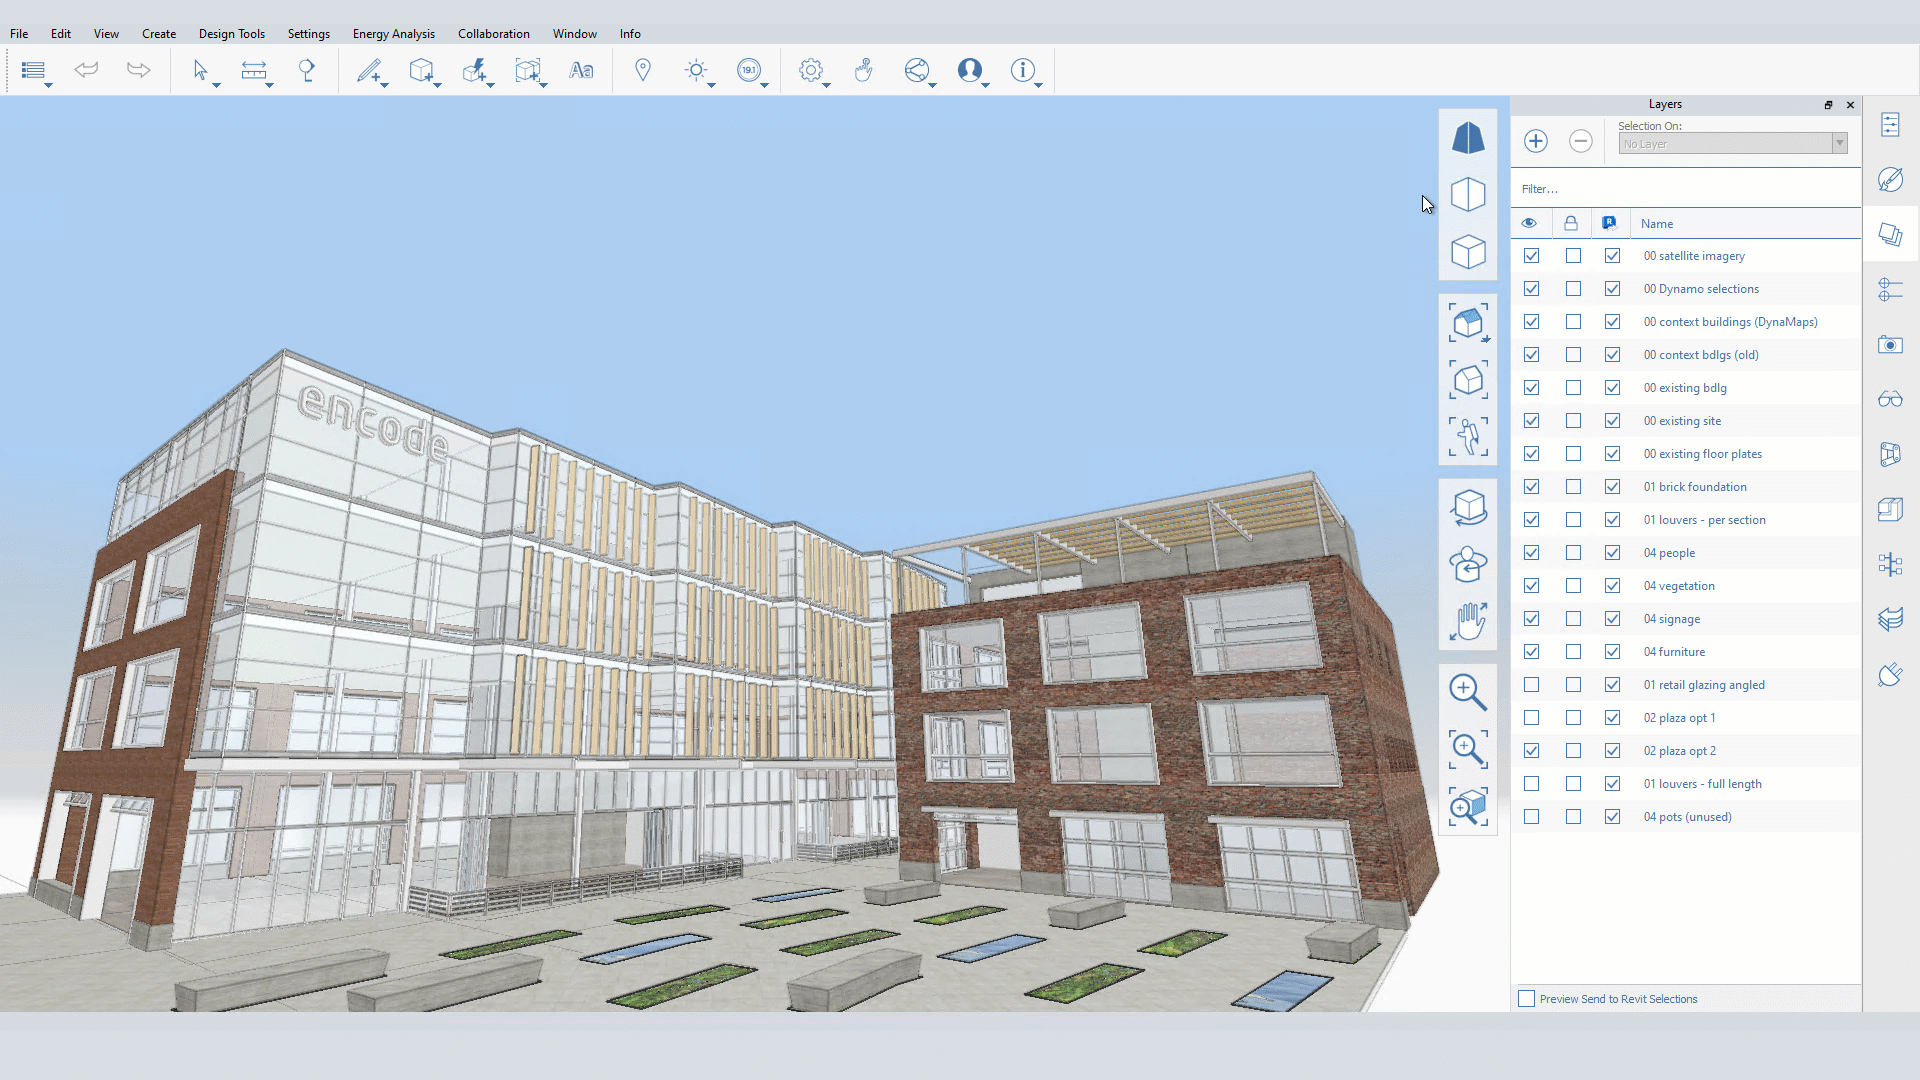 File Edit View Create Design Tools Settings Energy Analysis Collaboration Window Info
Aa
19.1
Layers
Selection On:
No Layer
Filter...
R
Name
00 satellite imagery
00 Dynamo selections
00 context buildings (DynaMaps)
00 context bdlgs (old)
00 existing bdlg
00 existing site
00 existing floor plates
01 brick foundation
01 louvers - per section
04 people
04 vegetation
04 signage
04 furniture
01 retail glazing angled
02 plaza opt 1
02 plaza opt 2
01 louvers - full length
04 pots (unused)
Preview Send to Revit Selections
encode